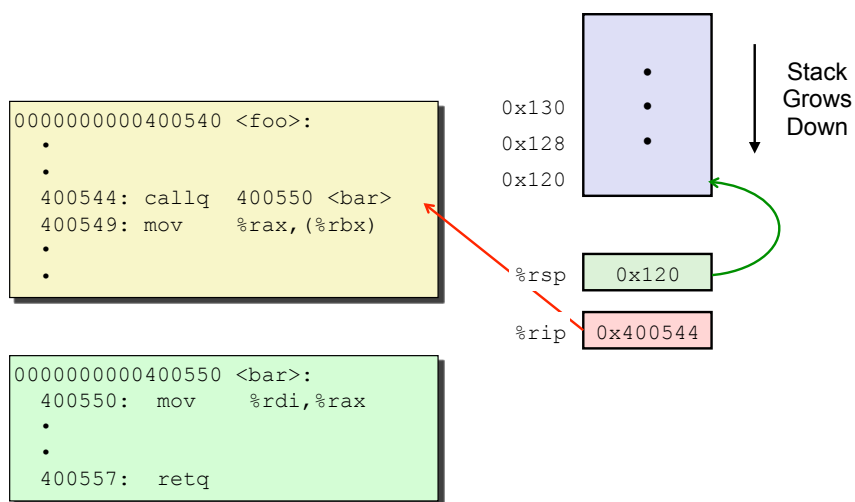 0000000000400540 <foo>:
•
•
400544: callq 400550 <bar>
400549: mov %rax,(%rbx)
•
•
0000000000400550 <bar>:
400550: mov %rdi,%rax
•
•
400557: retq
•
0x130 •
0x128 •
0x120
Stack
Grows
Down
%rsp 0x120
%rip 0x400544